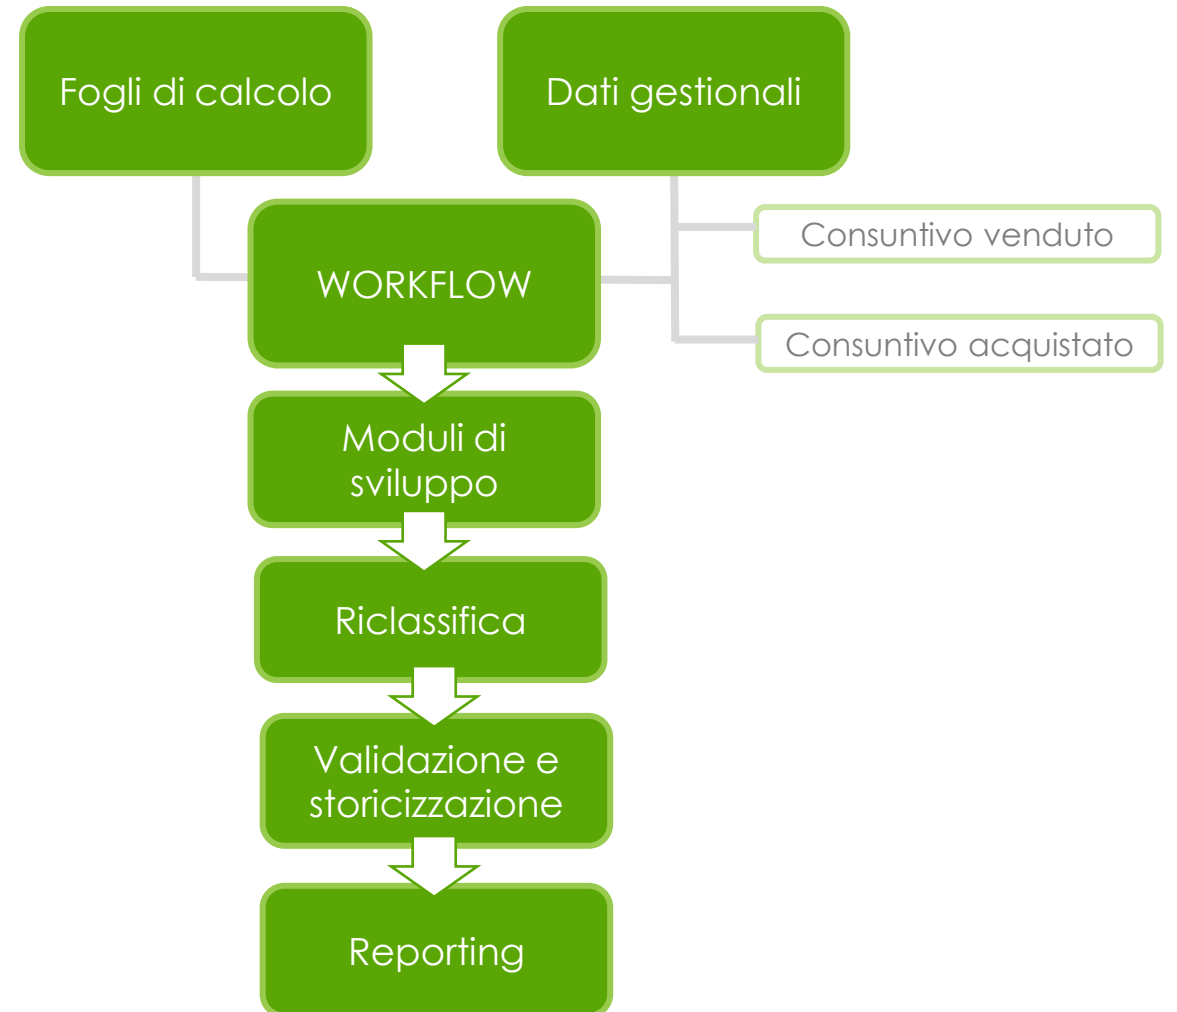 Fogli di calcolo
Dati gestionali
Consuntivo venduto
WORKFLOW
Consuntivo acquistato
Moduli di
sviluppo
Riclassifica
Validazione e
storicizzazione
Reporting